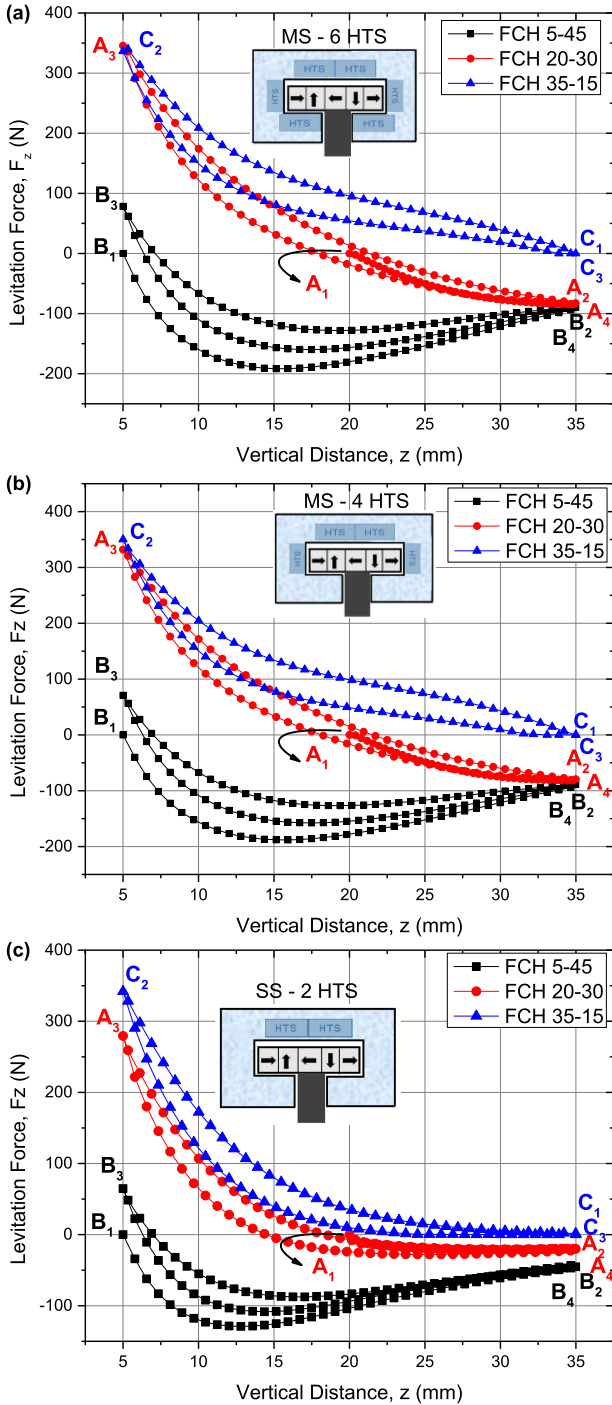 (a)
MS - 6 HTS
FCH 5-45
FCH 20-30
FCH 35-15
HTS HTS
HTS HTS
HTS HTS
A3
C2
B3
B1
A1
C1
C3
A2
A4
B2
B4
400
300
200
100
0
-100
-200
Levitation Force, Fz (N)
5 10 15 20 25 30 35
Vertical Distance, z (mm)
(b)
MS - 4 HTS
FCH 5-45
FCH 20-30
FCH 35-15
HTS HTS
HTS HTS
A3
C2
B3
B1
A1
C1
C3
A2
A4
B4 B2
400
300
200
100
0
-100
-200
Levitation Force, Fz (N)
5 10 15 20 25 30 35
Vertical Distance, z (mm)
(c)
SS - 2 HTS
FCH 5-45
FCH 20-30
FCH 35-15
HTS HTS
C2
A3
B3
B1
A1
C1
C3
A2
A4
B2
B4
400
300
200
100
0
-100
-200
Levitation Force, Fz (N)
5 10 15 20 25 30 35
Vertical Distance, z (mm)